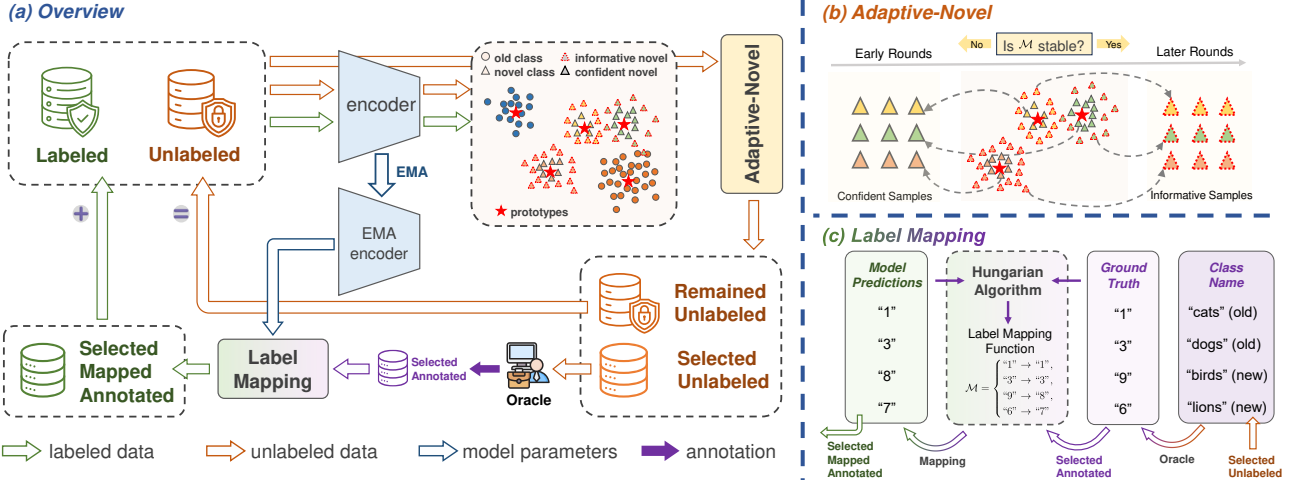 (a) Overview
Labeled
Unlabeled
+
=
encoder
EMA
EMA
encoder
old class
novel class
informative novel
confident novel
prototypes
Adaptive-Novel
Remained
Unlabeled
Selected
Unlabeled
Oracle
Selected
Annotated
Label
Mapping
Selected
Mapped
Annotated
labeled data
unlabeled data
model parameters
annotation
(b) Adaptive-Novel
No
Is ℳ stable?
Yes
Early Rounds
Later Rounds
Confident Samples
Informative Samples
(c) Label Mapping
Model
Predictions
“1”
“3”
“8”
“7”
Hungarian
Algorithm
Label Mapping
Function
ℳ = { “1” → “1”,
“3” → “3”,
“9” → “8”,
“6” → “7”
Ground
Truth
“1”
“3”
“9”
“6”
Class
Name
“cats” (old)
“dogs” (old)
“birds” (new)
“lions” (new)
Selected
Mapped
Annotated
Mapping
Selected
Annotated
Oracle
Selected
Unlabeled